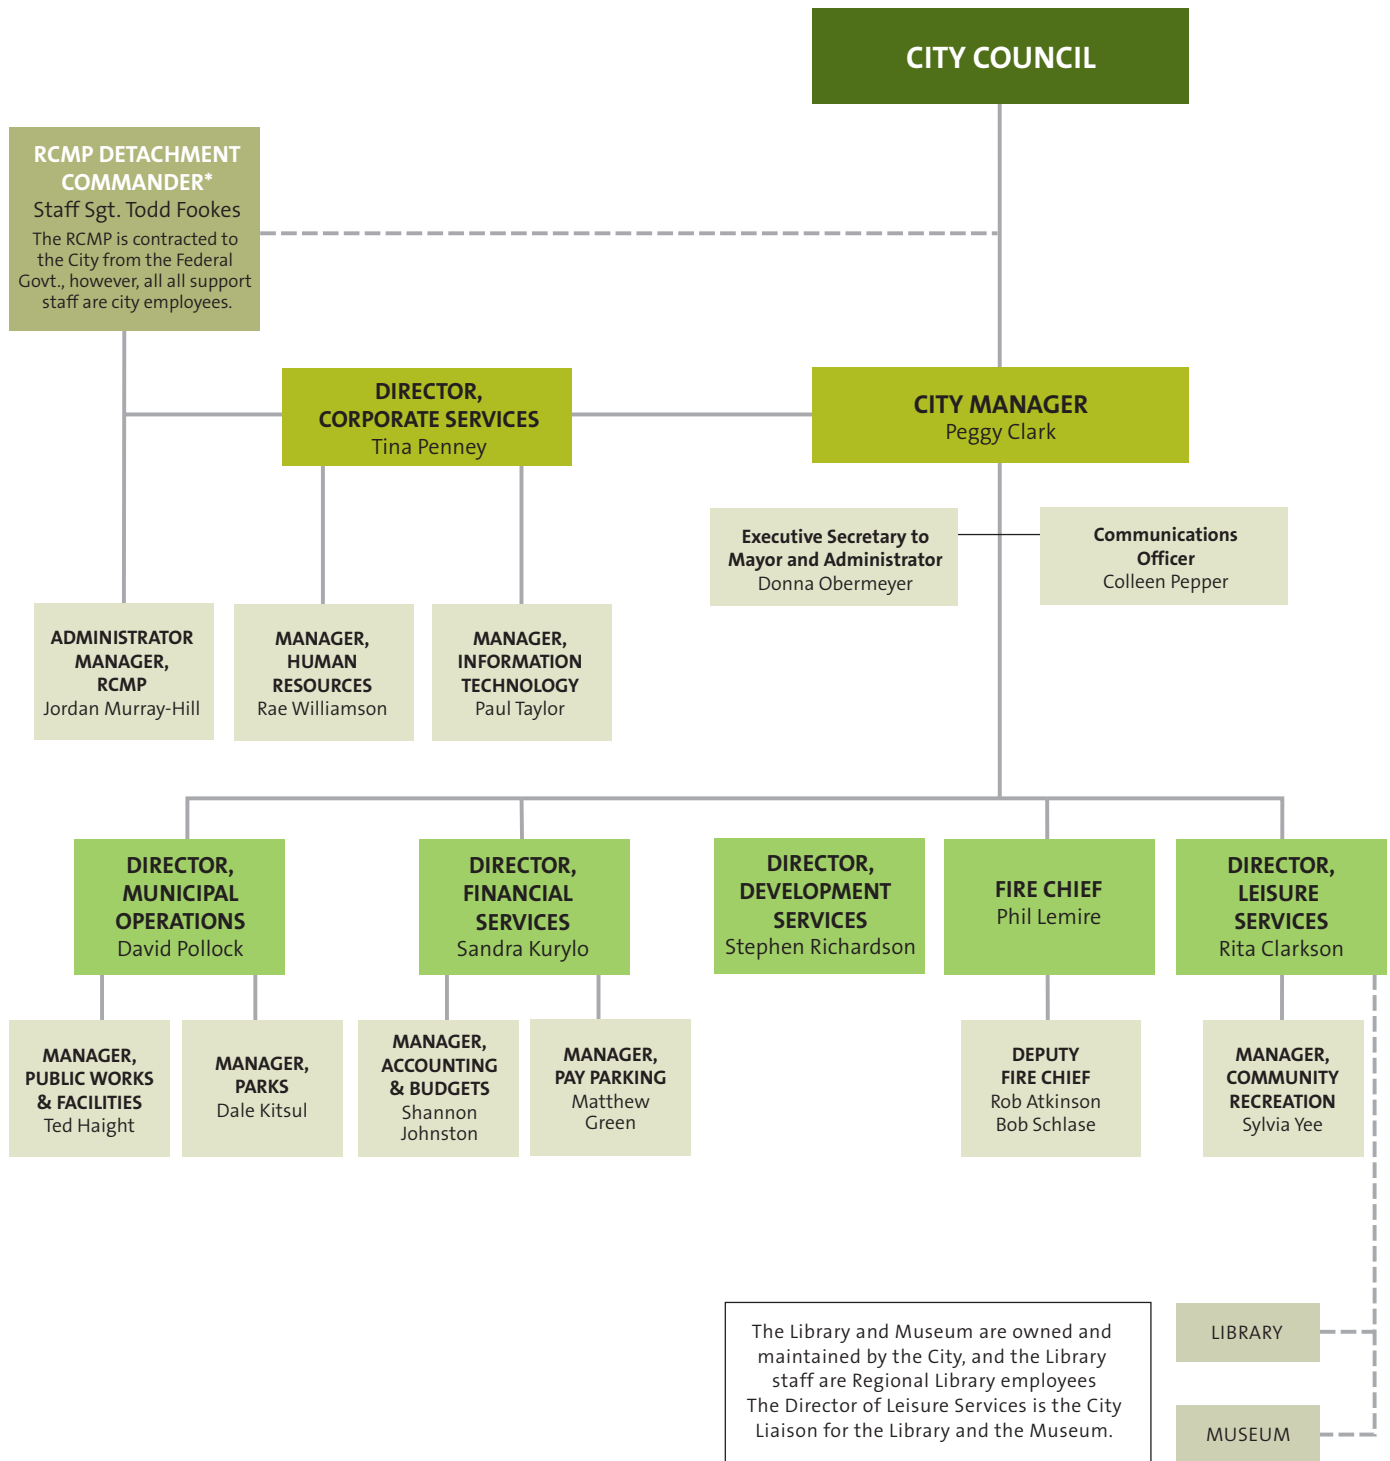 CITY COUNCIL
RCMP DETACHMENT
COMMANDER*
Staff Sgt. Todd Fookes
The RCMP is contracted to
the City from the Federal
Govt., however, all all support
staff are city employees.
DIRECTOR,
CORPORATE SERVICES
Tina Penney
CITY MANAGER
Peggy Clark
Executive Secretary to
Mayor and Administrator
Donna Obermeyer
Communications
Officer
Colleen Pepper
ADMINISTRATOR
MANAGER,
RCMP
Jordan Murray-Hill
MANAGER,
HUMAN
RESOURCES
Rae Williamson
MANAGER,
INFORMATION
TECHNOLOGY
Paul Taylor
DIRECTOR,
MUNICIPAL
OPERATIONS
David Pollock
DIRECTOR,
FINANCIAL
SERVICES
Sandra Kurylo
DIRECTOR,
DEVELOPMENT
SERVICES
Stephen Richardson
FIRE CHIEF
Phil Lemire
DIRECTOR,
LEISURE
SERVICES
Rita Clarkson
MANAGER,
PUBLIC WORKS
& FACILITIES
Ted Haight
MANAGER,
PARKS
Dale Kitsul
MANAGER,
ACCOUNTING
& BUDGETS
Shannon
Johnston
MANAGER,
PAY PARKING
Matthew
Green
DEPUTY
FIRE CHIEF
Rob Atkinson
Bob Schlase
MANAGER,
COMMUNITY
RECREATION
Sylvia Yee
The Library and Museum are owned and
maintained by the City, and the Library
staff are Regional Library employees
The Director of Leisure Services is the City
Liaison for the Library and the Museum.
LIBRARY
MUSEUM